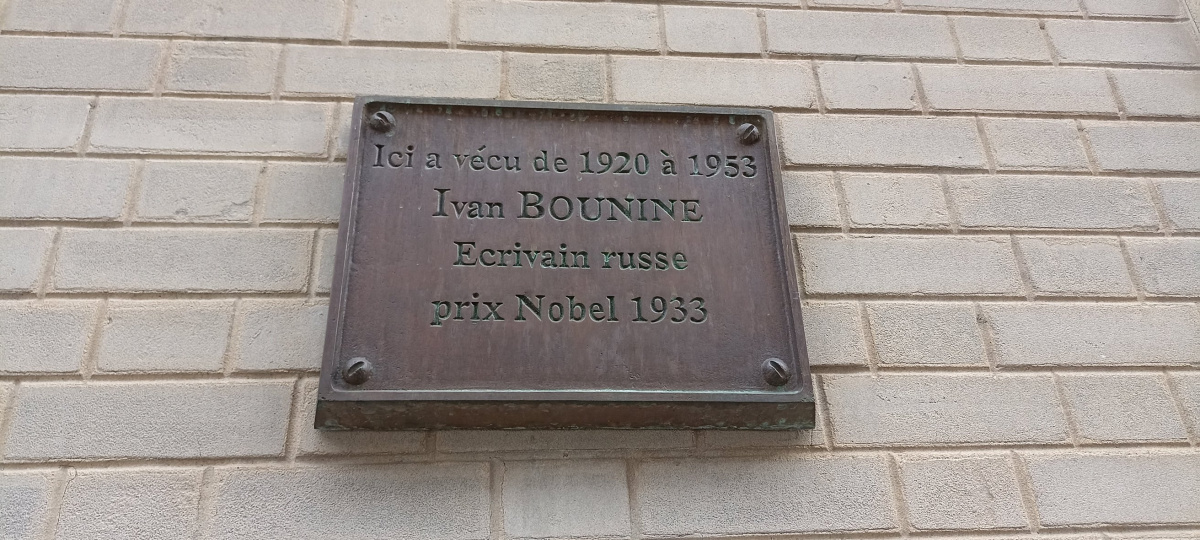 Ici a vécu de 1920 à 1953
Ivan BOUNINE
Ecrivain russe
prix Nobel 1933